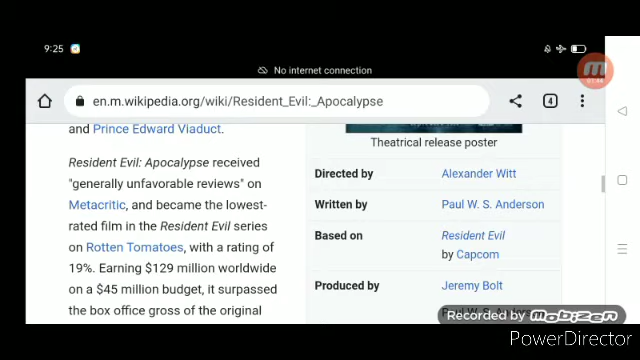 9:25
No internet connection
en.m.wikipedia.org/wiki/Resident_Evil:_Apocalypse
4
01:44
and Prince Edward Viaduct.
Resident Evil: Apocalypse received
"generally unfavorable reviews" on
Metacritic, and became the lowest-
rated film in the Resident Evil series
on Rotten Tomatoes, with a rating of
19%. Earning $129 million worldwide
on a $45 million budget, it surpassed
the box office gross of the original
Theatrical release poster
Directed by Alexander Witt
Written by Paul W. S. Anderson
Based on Resident Evil
by Capcom
Produced by Jeremy Bolt
Paul W. S. Anderson
Recorded by Mobizen
PowerDirector